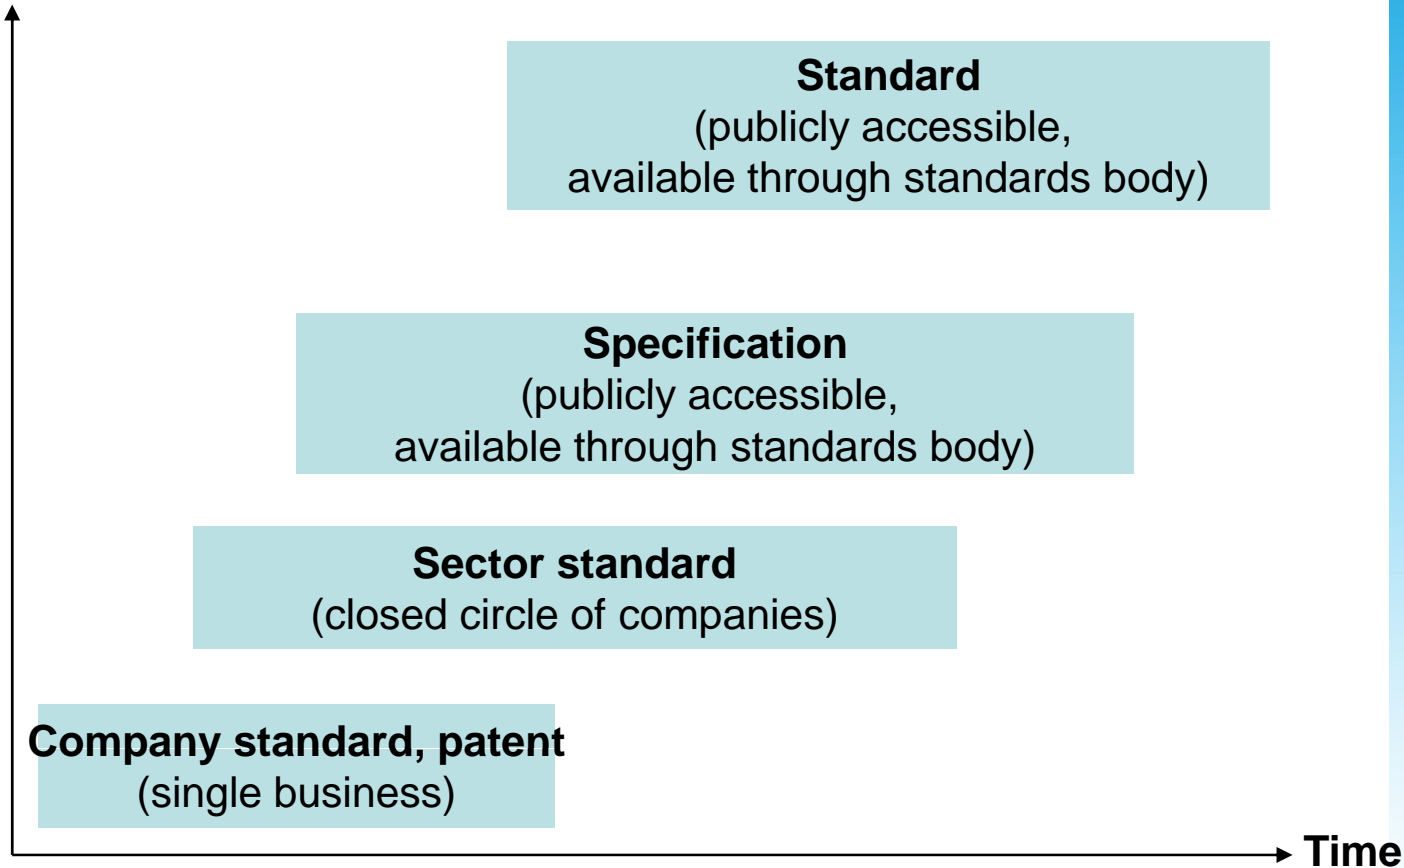 Standard
(publicly accessible,
available through standards body)
Specification
(publicly accessible,
available through standards body)
Sector standard
(closed circle of companies)
Company standard, patent
(single business)
Time